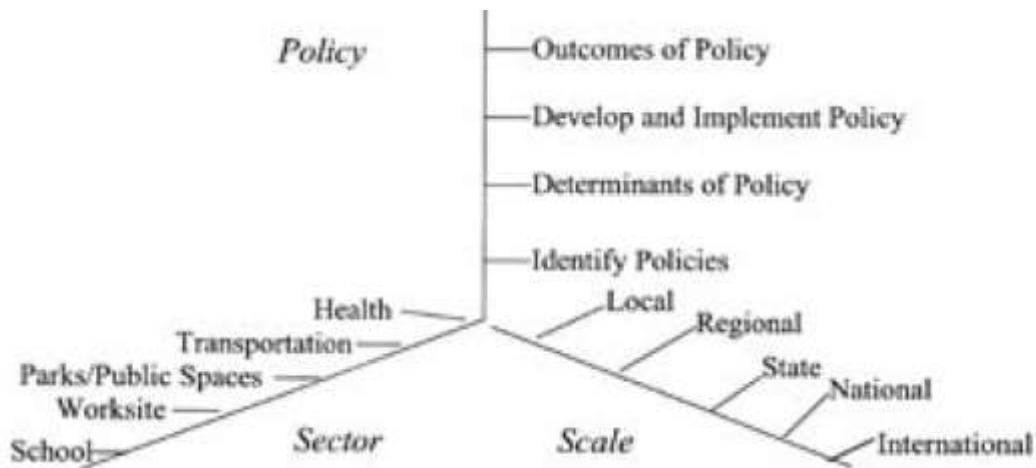 Policy
Outcomes of Policy
Develop and Implement Policy
Determinants of Policy
Identify Policies
Health
Transportation
Parks/Public Spaces
Worksite
School
Sector
Local
Regional
State
National
International
Scale